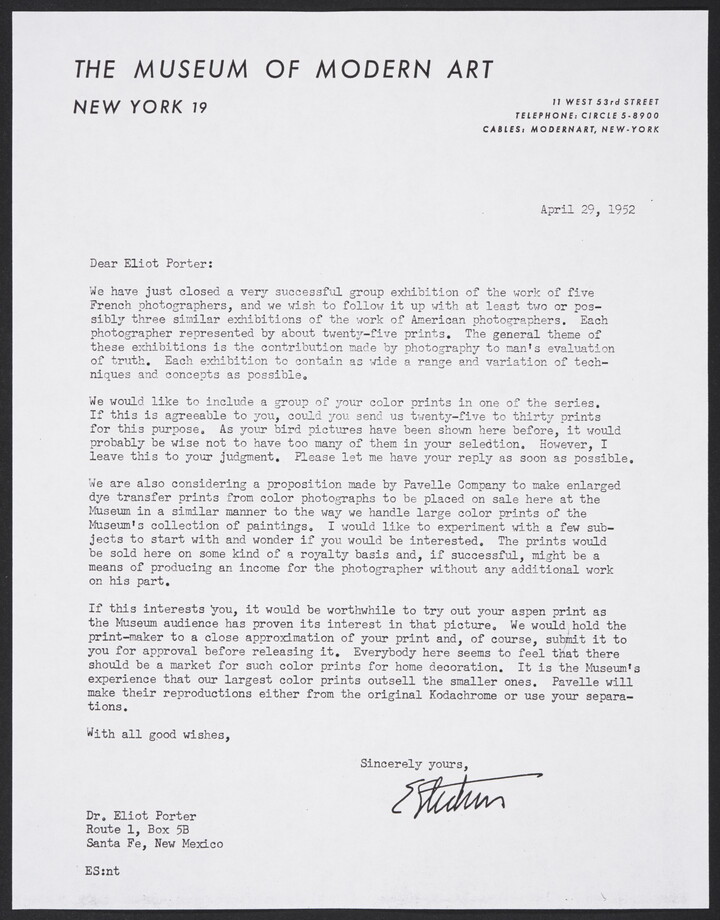 THE MUSEUM OF MODERN ART
NEW YORK 19
11 WEST 53rd STREET
TELEPHONE: CIRCLE 5-8900
CABLES: MODERNART, NEW-YORK
April 29, 1952
Dear Eliot Porter:
We have just closed a very successful group exhibition of the work of five
French photographers, and we wish to follow it up with at least two or pos-
sibly three similar exhibitions of the work of American photographers. Each
photographer represented by about twenty-five prints. The general theme of
these exhibitions is the contribution made by photography to man's evaluation
of truth. Each exhibition to contain as wide a range and variation of tech-
niques and concepts as possible.
We would like to include a group of your color prints in one of the series.
If this is agreeable to you, could you send us twenty-five to thirty prints
for this purpose. As your bird pictures have been shown here before, it would
probably be wise not to have too many of them in your seledtion. However, I
leave this to your judgment. Please let me have your reply as soon as possible.
We are also considering a proposition made by Pavelle Company to make enlarged
dye transfer prints from color photographs to be placed on sale here at the
Museum in a similar manner to the way we handle large color prints of the
Museum's collection of paintings. I would like to experiment with a few sub-
jects to start with and wonder if you would be interested. The prints would
be sold here on some kind of a royalty basis and, if successful, might be a
means of producing an income for the photographer without any additional work
on his part.
If this interests you, it would be worthwhile to try out your aspen print as
the Museum audience has proven its interest in that picture. We would hold the
print-maker to a close approximation of your print and, of course, submit it to
you for approval before releasing it. Everybody here seems to feel that there
should be a market for such color prints for home decoration. It is the Museum's
experience that our largest color prints outsell the smaller ones. Pavelle will
make their reproductions either from the original Kodachrome or use your separa-
tions.
With all good wishes,
Sincerely yours,
Dr. Eliot Porter
Route 1, Box 5B
Santa Fe, New Mexico
ES:nt